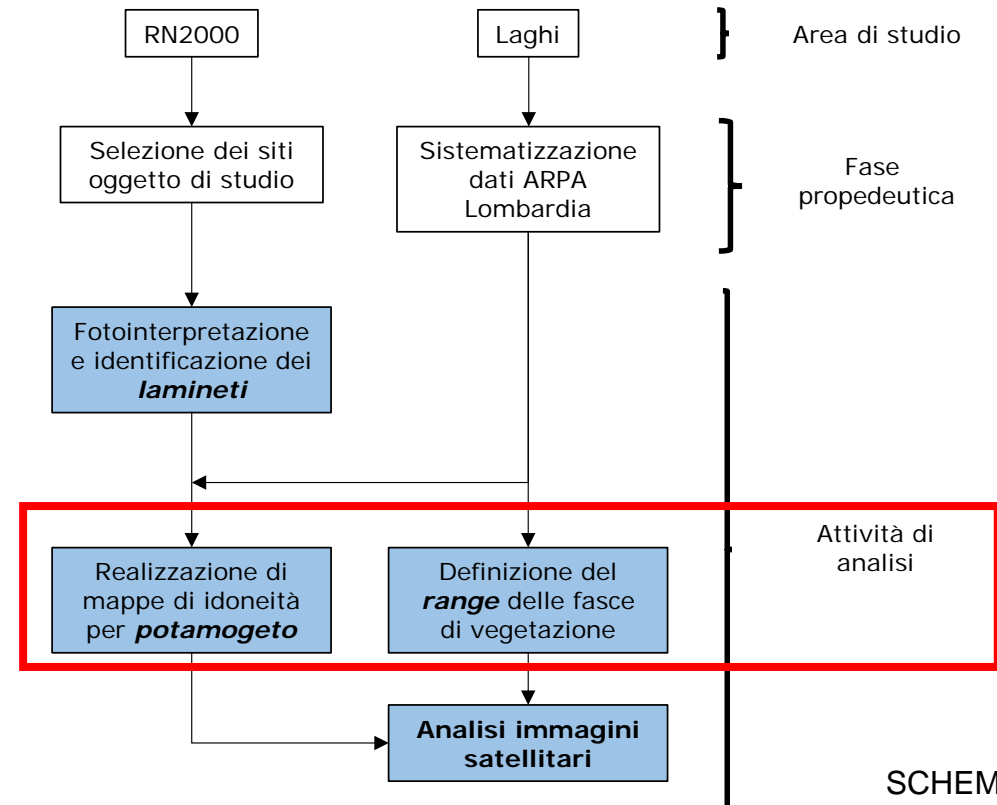 RN2000
Laghi
Area di studio
Selezione dei siti
oggetto di studio
Sistematizzazione
dati ARPA
Lombardia
Fase
propedeutica
Fotointerpretazione
e identificazione dei
lamineti
Realizzazione di
mappe di idoneità
per potamogeto
Definizione del
range delle fasce
di vegetazione
Attività di
analisi
Analisi immagini
satellitari
SCHEM